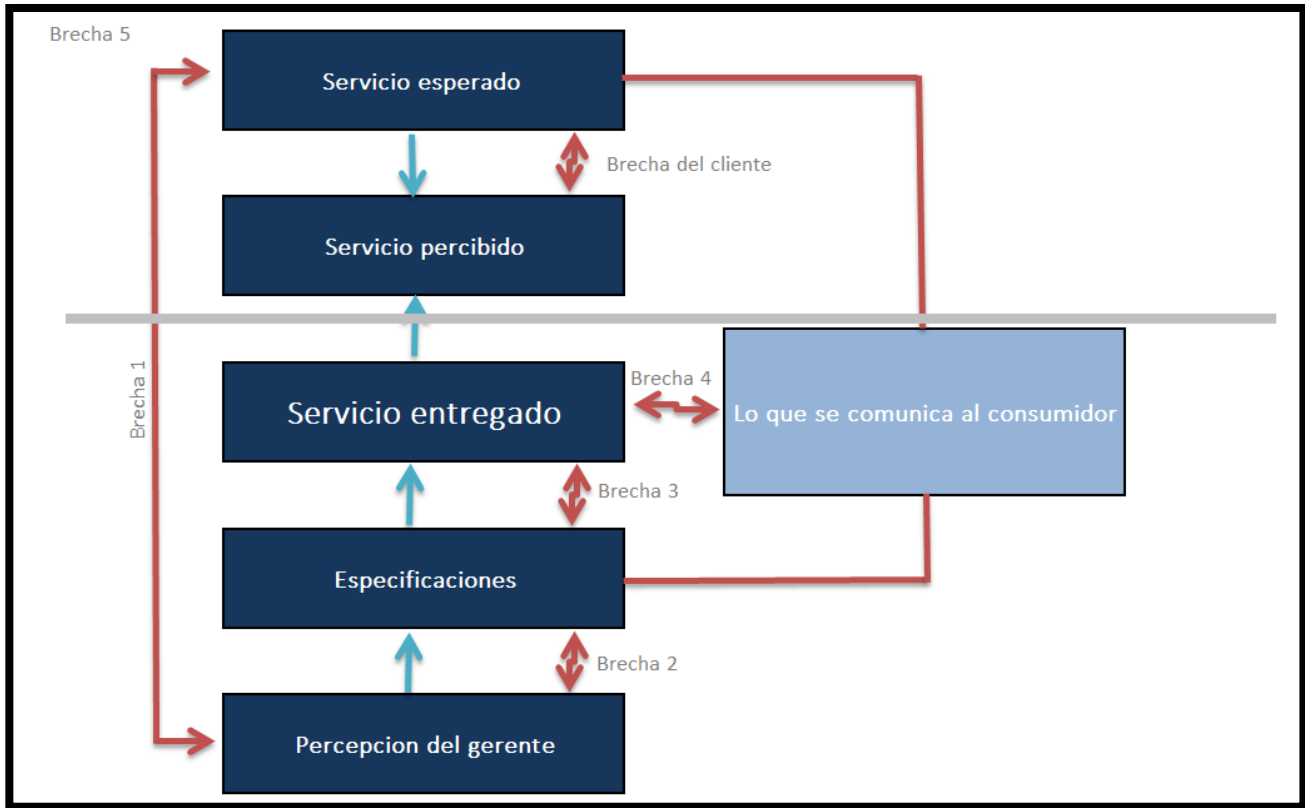 Brecha 5
Servicio esperado
Brecha del cliente
Servicio percibido
Brecha 1
Servicio entregado
Brecha 4
Lo que se comunica al consumidor
Brecha 3
Especificaciones
Brecha 2
Percepcion del gerente